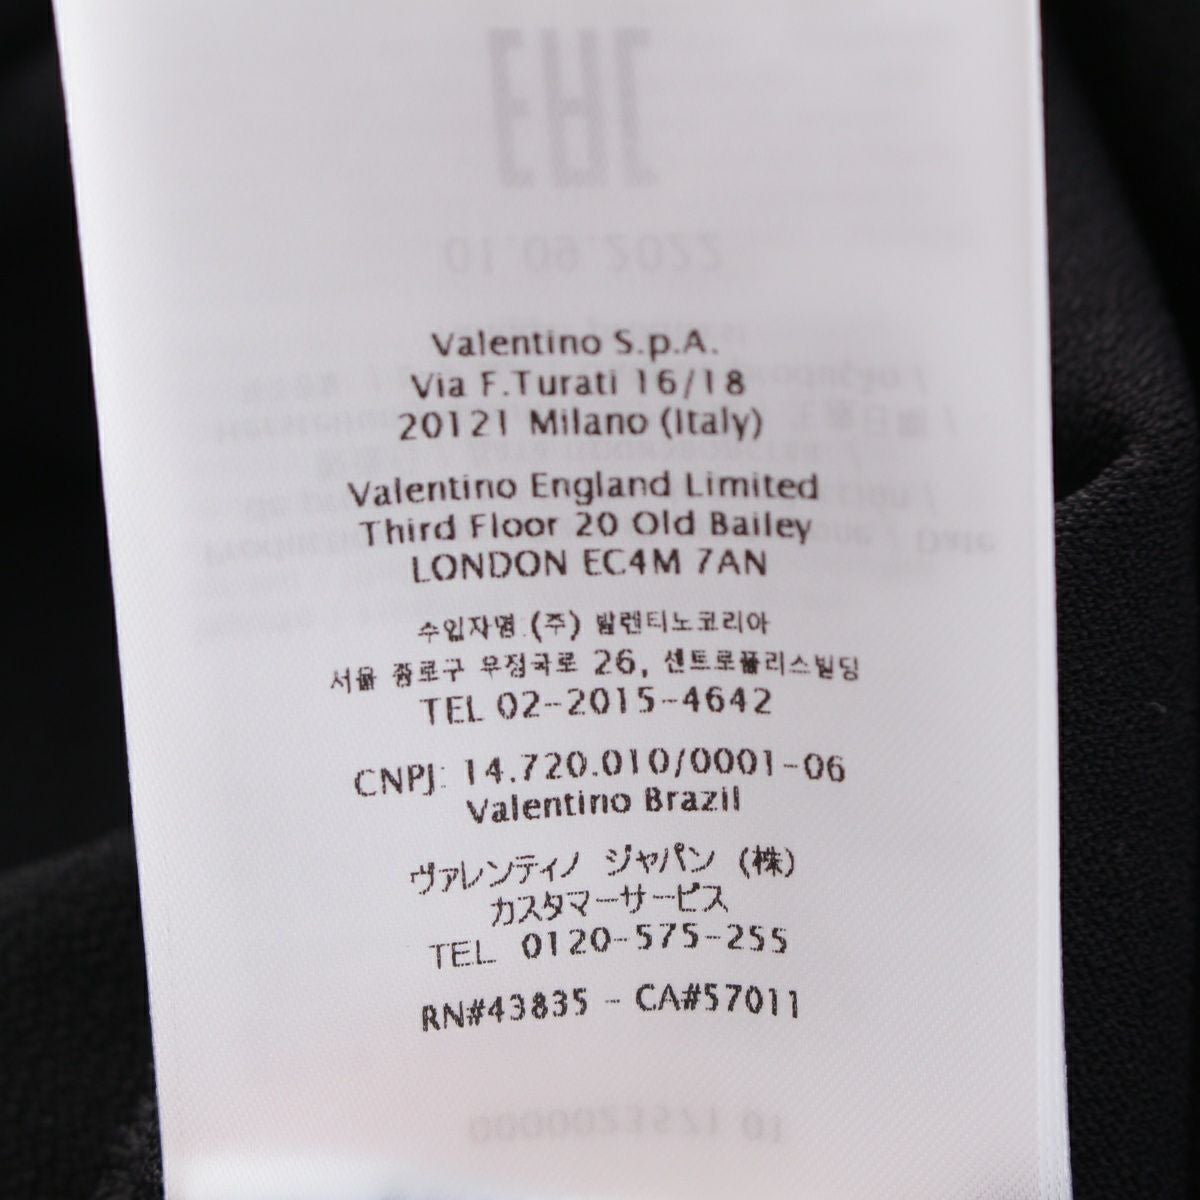 EAC
01.09.2022
Valentino S.p.A.
Via F.Turati 16/18
20121 Milano (Italy)
Valentino England Limited
Third Floor 20 Old Bailey
LONDON EC4M 7AN
수입자명 (주) 발렌티노코리아
서울 종로구 우정국로 26, 센트로폴리스빌딩
TEL 02-2015-4642
CNPJ: 14.720.010/0001-06
Valentino Brazil
ヴァレンティノ ジャパン (株)
カスタマーサービス
TEL 0120-575-255
RN#43835 - CA#57011